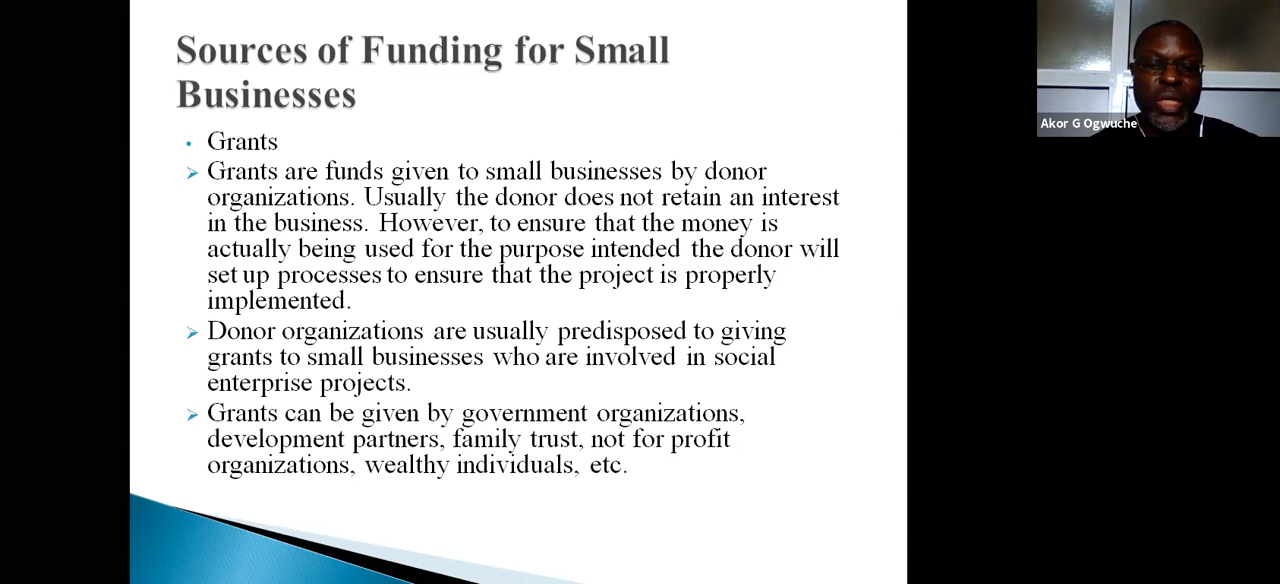 Sources of Funding for Small
Businesses
• Grants
➢ Grants are funds given to small businesses by donor
organizations. Usually the donor does not retain an interest
in the business. However, to ensure that the money is
actually being used for the purpose intended the donor will
set up processes to ensure that the project is properly
implemented.
➢ Donor organizations are usually predisposed to giving
grants to small businesses who are involved in social
enterprise projects.
➢ Grants can be given by government organizations,
development partners, family trust, not for profit
organizations, wealthy individuals, etc.
Akor G Ogwuche